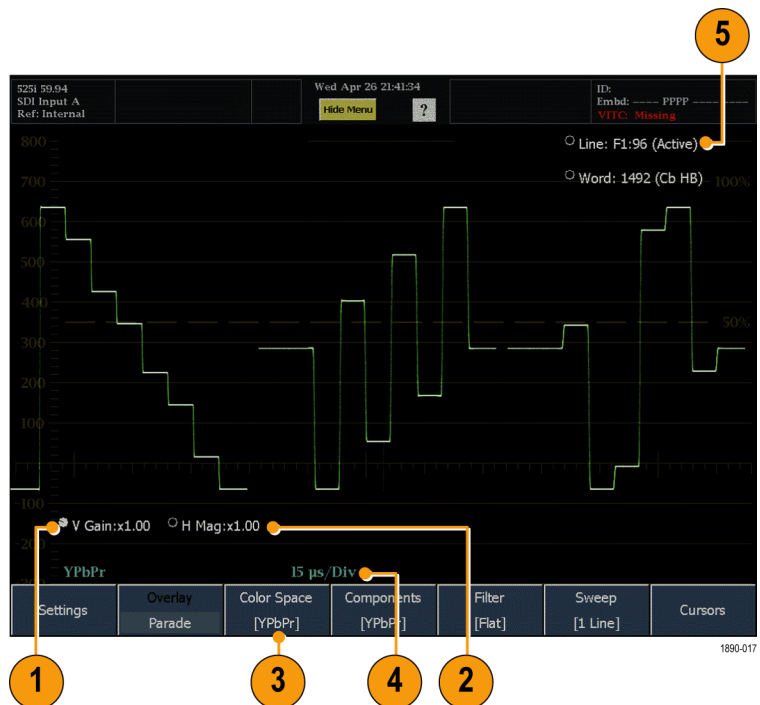 5
525i 59.94
SDI Input A
Ref: Internal
Wed Apr 26 21:41:34
Hide Menu
?
ID:
Embd: ---- PPPP ---- ----
VITC: Missing
800
Line: F1:96 (Active)
700
Word: 1492 (Cb HB)
100%
600
500
400
50%
300
200
100
-100
V Gain:x1.00
H Mag:x1.00
-200
YPbPr
15 µs/Div
Settings
Overlay
Parade
Color Space
[YPbPr]
Components
[YPbPr]
Filter
[Flat]
Sweep
[1 Line]
Cursors
1890-017
1
3
4
2